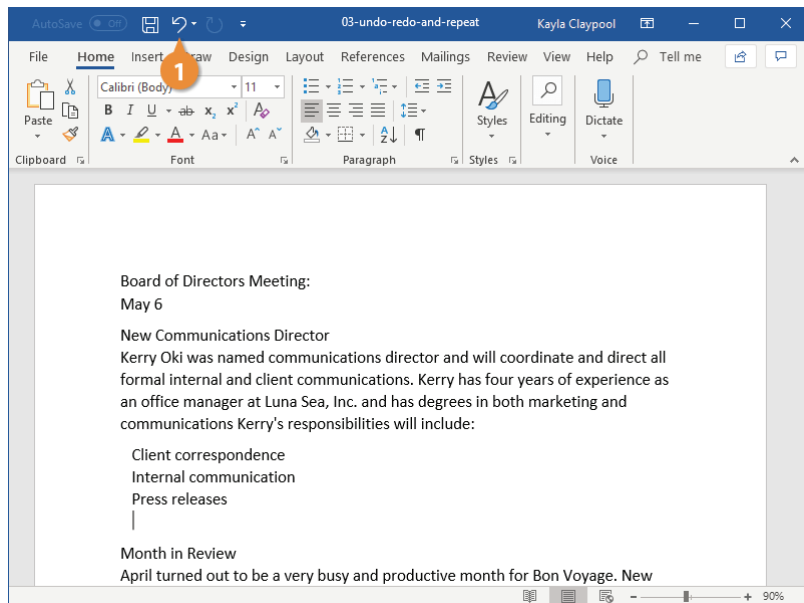 AutoSave Off 03-undo-redo-and-repeat Kayla Claypool
File Home Insert Draw Design Layout References Mailings Review View Help Tell me
1
Calibri (Body) 11
Paste
B I U ab x₂ x² A
A A Aa A^ Aˇ
Styles Editing Dictate
Clipboard Font Paragraph Styles Voice
Board of Directors Meeting:
May 6
New Communications Director
Kerry Oki was named communications director and will coordinate and direct all
formal internal and client communications. Kerry has four years of experience as
an office manager at Luna Sea, Inc. and has degrees in both marketing and
communications Kerry's responsibilities will include:
Client correspondence
Internal communication
Press releases
Month in Review
April turned out to be a very busy and productive month for Bon Voyage. New
90%